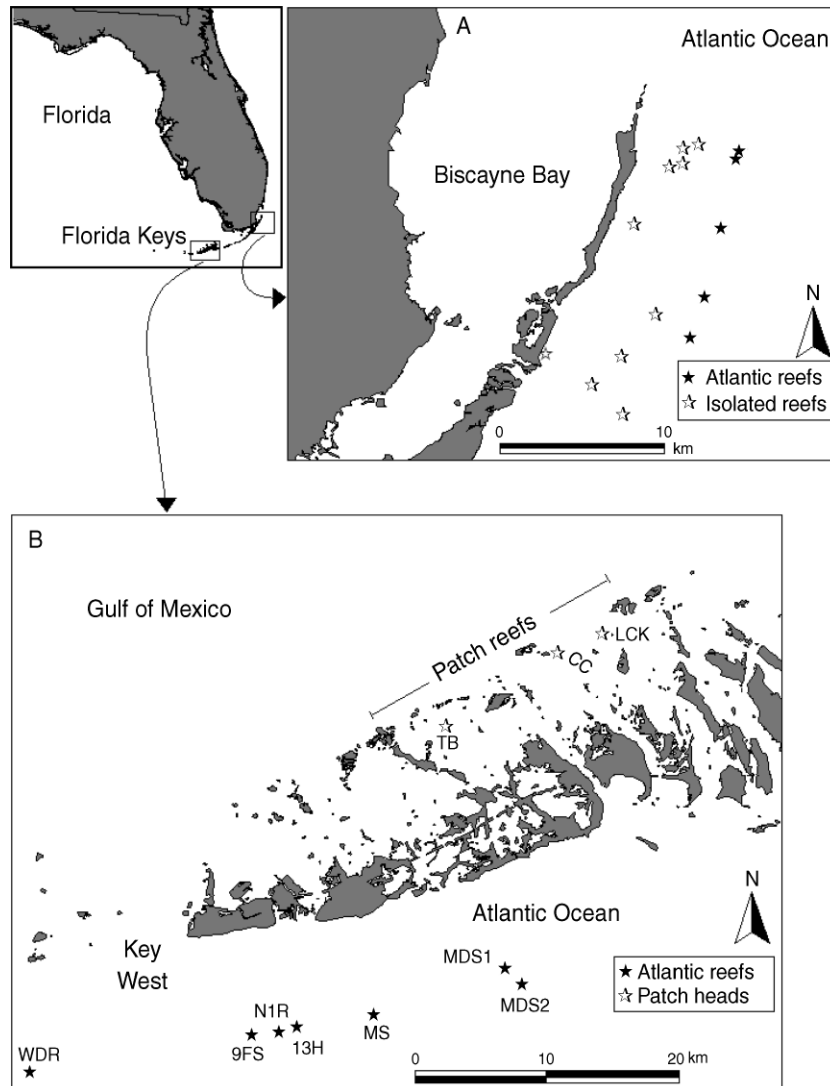 Florida
Florida Keys
A
Atlantic Ocean
Biscayne Bay
N
Atlantic reefs
Isolated reefs
0
10
km
B
Gulf of Mexico
Patch reefs
LCK
CC
TB
Atlantic Ocean
N
Key
West
MDS1
MDS2
Atlantic reefs
Patch heads
N1R
MS
13H
9FS
WDR
0
10
20 km